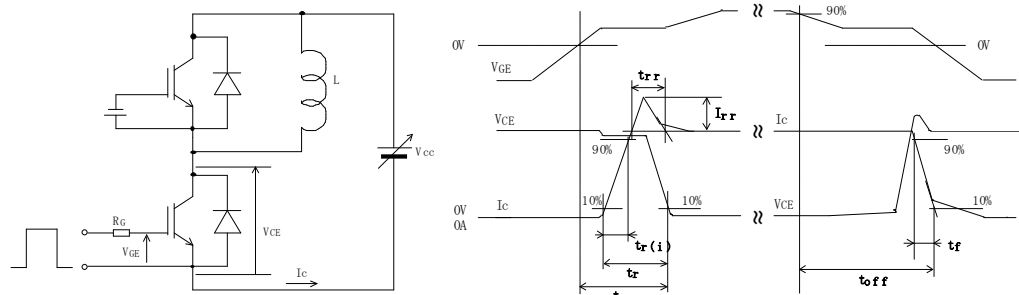 L
Vcc
RG
VGE
VCE
Ic
0V
VGE
90%
0V
trr
Irr
VCE
Ic
90%
90%
10%
10%
Ic
VCE
10%
0V
0A
tr(i)
tf
tr
toff